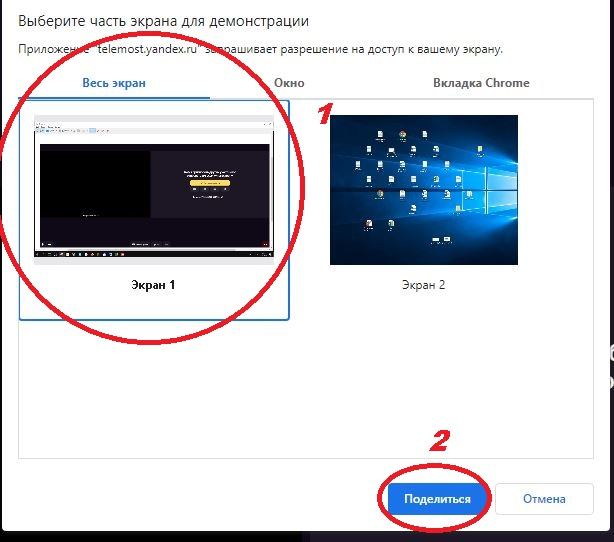 Выберите часть экрана для демонстрации
Приложение "telemost.yandex.ru" запрашивает разрешение на доступ к вашему экрану.
Весь экран Окно Вкладка Chrome
1
Экран 1 Экран 2
2
Поделиться Отмена